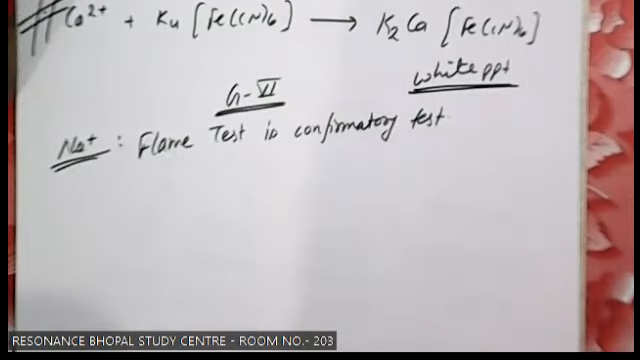 Ca2+ + K4 [Fe(CN)6] → K2Ca [Fe(CN)6]
white ppt
G-VI
Na+ : Flame Test is confirmatory test.
RESONANCE BHOPAL STUDY CENTRE - ROOM NO.- 203